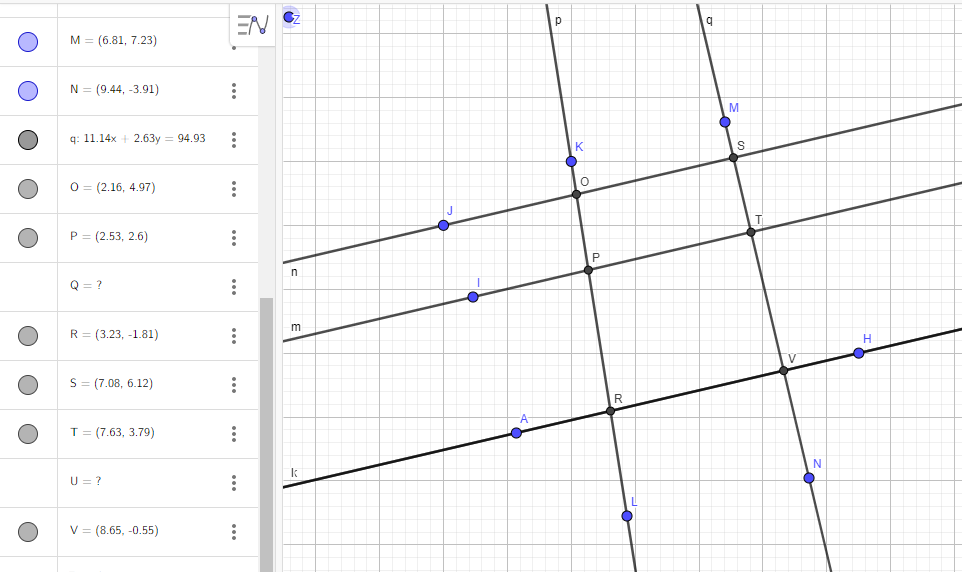 M = (6.81, 7.23)
N = (9.44, -3.91)
q: 11.14x + 2.63y = 94.93
O = (2.16, 4.97)
P = (2.53, 2.6)
Q = ?
R = (3.23, -1.81)
S = (7.08, 6.12)
T = (7.63, 3.79)
U = ?
V = (8.65, -0.55)
Z
p
q
M
K
S
O
J
T
P
n
I
m
H
V
R
A
k
N
L